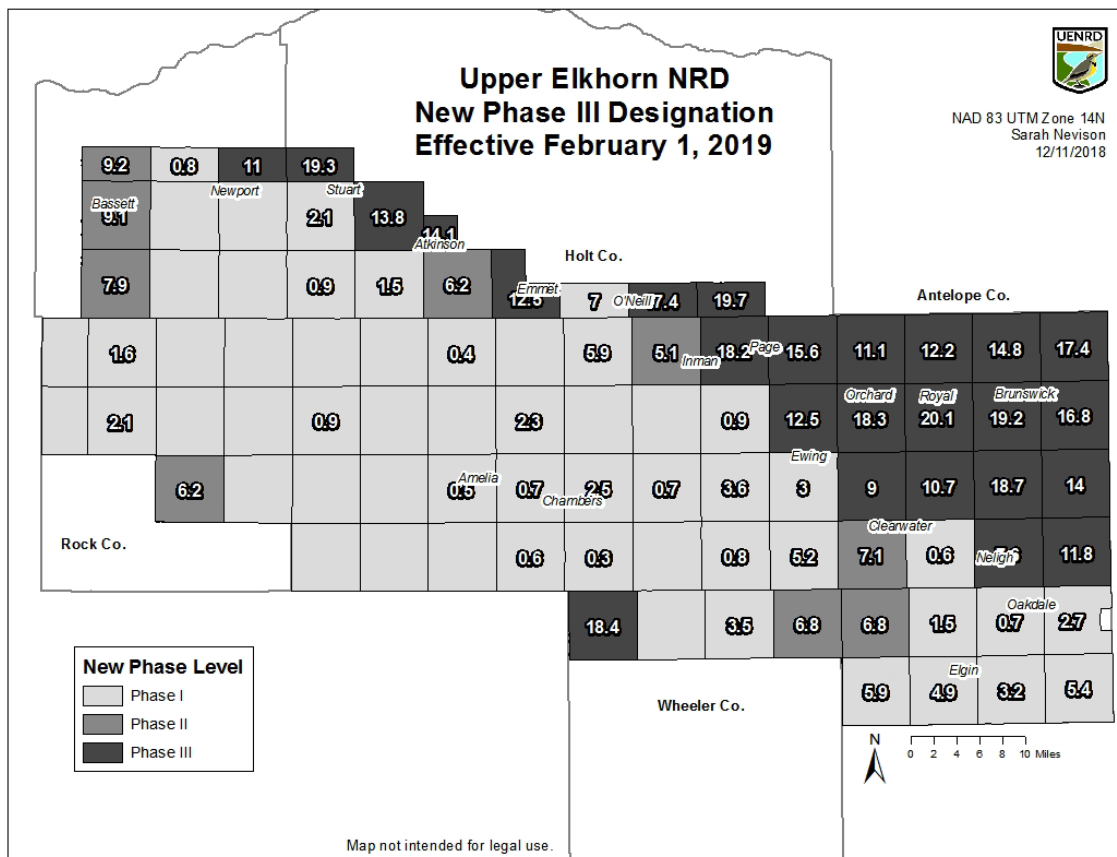 UENRD
Upper Elkhorn NRD
New Phase III Designation
Effective February 1, 2019
NAD 83 UTM Zone 14N
Sarah Nevison
12/11/2018
9.2 0.8 11 19.3
Bassett Newport Stuart
9.1 2.1 13.8
14.1
Atkinson
Holt Co.
7.9 0.9 1.5 6.2 12.5 7 19.7
Emmet O'Neill
Antelope Co.
1.6 0.4 5.9 5.1 18.2 15.6 11.1 12.2 14.8 17.4
Inman Page
Orchard Royal Brunswick
2.1 0.9 2.3 0.9 12.5 18.3 20.1 19.2 16.8
Ewing
6.2 0.5 0.7 2.5 0.7 3.6 3 9 10.7 18.7 14
Amelia Chambers
Clearwater
Rock Co.
0.6 0.3 0.8 5.2 7.1 0.6 11.8
Neligh
Oakdale
18.4 3.5 6.8 6.8 1.5 0.7 2.7
Elgin
5.9 4.9 3.2 5.4
Wheeler Co.
New Phase Level
Phase I
Phase II
Phase III
N
0 2 4 6 8 10 Miles
Map not intended for legal use.